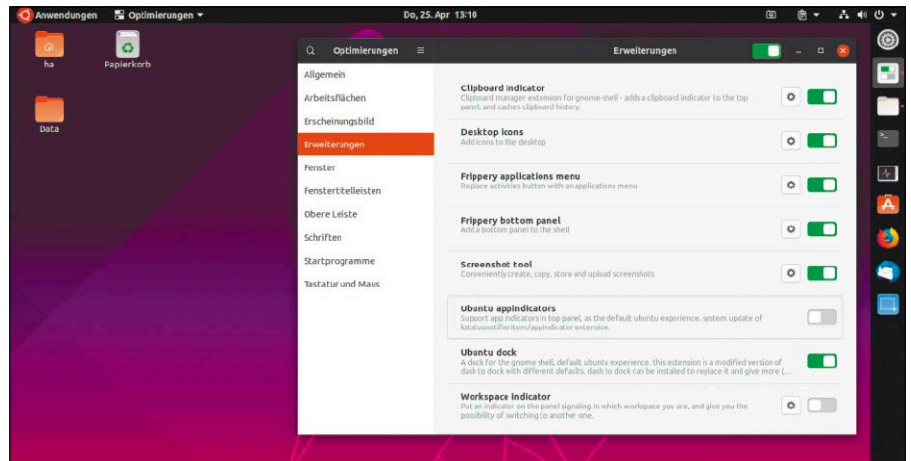 Anwendungen Optimierungen Do, 25. Apr 13:10
ha
Papierkorb
Data
Optimierungen
Allgemein
Arbeitsflächen
Erscheinungsbild
Erweiterungen
Fenster
Fenstertitelleisten
Obere Leiste
Schriften
Startprogramme
Tastatur und Maus
Erweiterungen
Clipboard indicator
Clipboard manager extension for gnome-shell - adds a clipboard indicator to the top
panel, and caches clipboard history.
Desktop icons
Add icons to the desktop
Frippery applications menu
Replace activities button with an applications menu
Frippery bottom panel
Add a bottom panel to the shell
Screenshot tool
Conveniently create, copy, store and upload screenshots
Ubuntu appindicators
Support app indicators in top panel, as the default ubuntu experience. system update of
kstatusnotifieritem/appindicator extension.
Ubuntu dock
A dock for the gnome shell, default ubuntu experience. this extension is a modified version of
dash to dock with different defaults. dash to dock can be installed to replace it and give more (...
Workspace indicator
Put an indicator on the panel signaling in which workspace you are, and give you the
possibility of switching to another one.